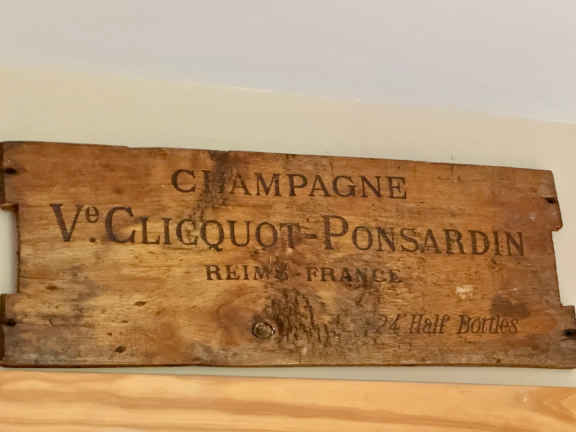 CHAMPAGNE
Ve. CLICQUOT-PONSARDIN
REIMS-FRANCE
24 Half Bottles